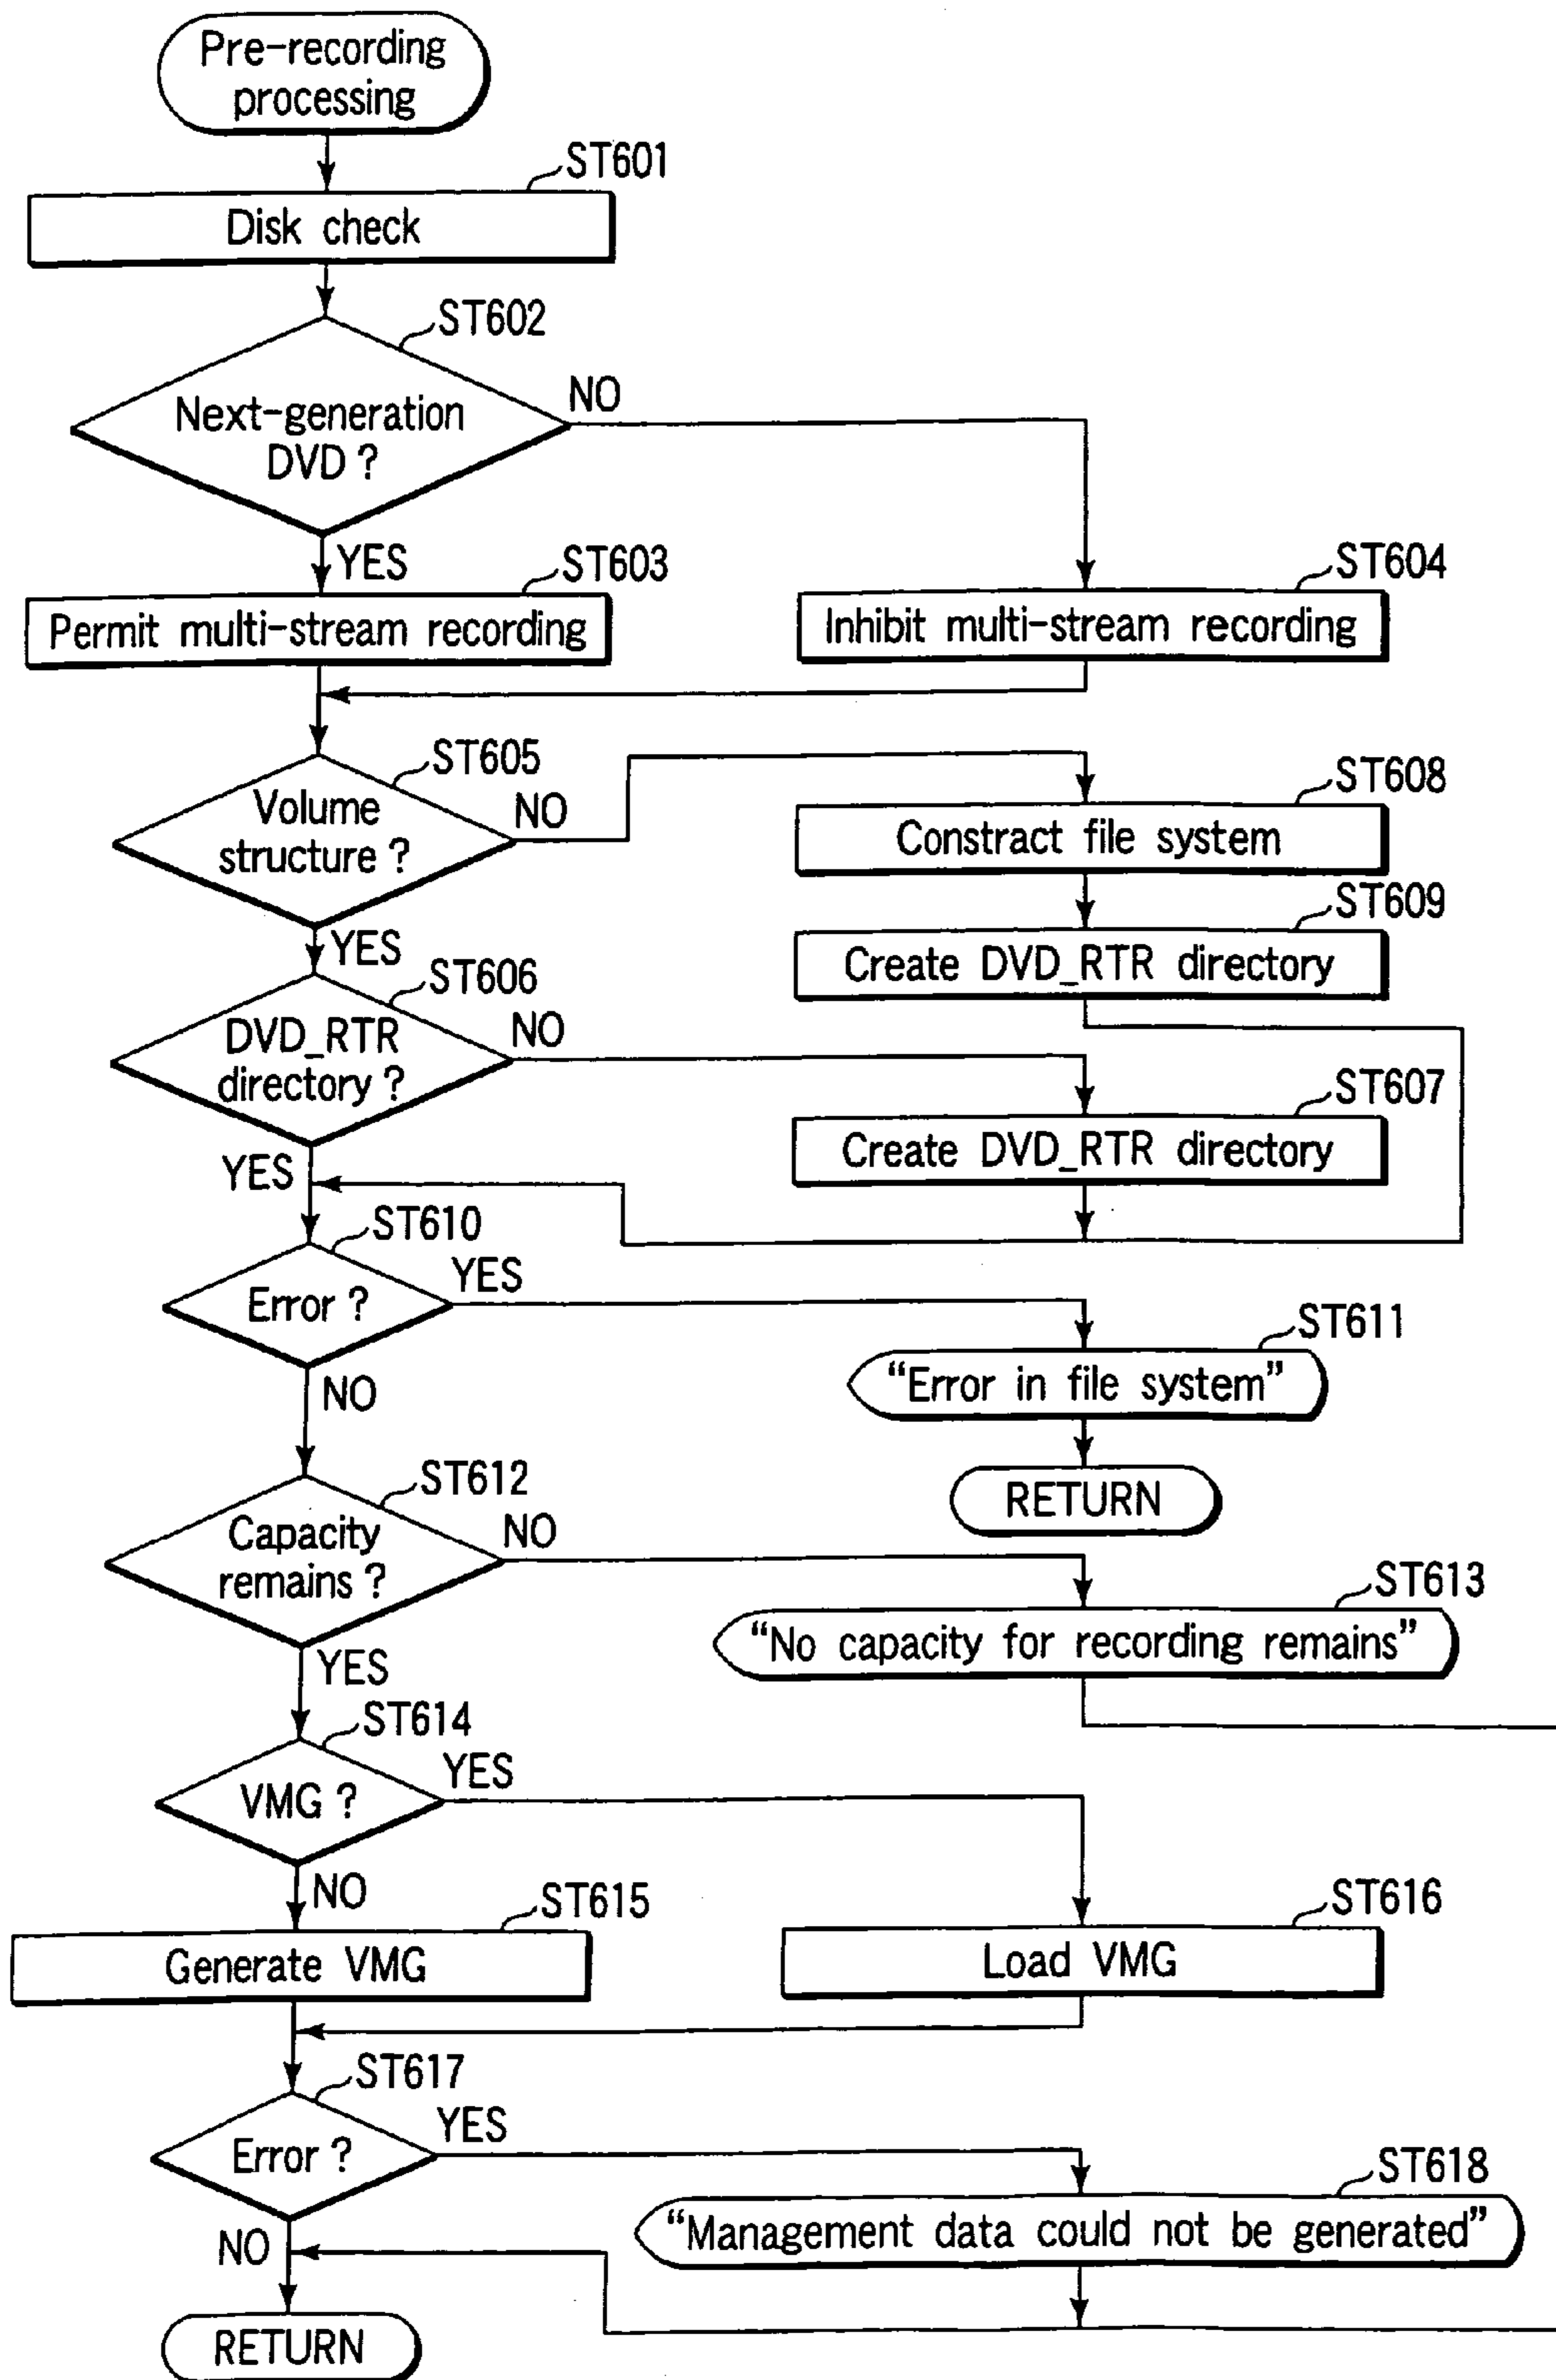 Pre-recording
processing
ST601
Disk check
ST602
Next-generation
DVD ?
NO
YES
ST603
Permit multi-stream recording
ST604
Inhibit multi-stream recording
ST605
Volume
structure ?
NO
ST608
Constract file system
ST609
Create DVD_RTR directory
YES
ST606
DVD_RTR
directory ?
NO
ST607
Create DVD_RTR directory
YES
ST610
Error ?
YES
ST611
“Error in file system”
RETURN
NO
ST612
Capacity
remains ?
NO
ST613
“No capacity for recording remains”
YES
ST614
VMG ?
YES
NO
ST615
Generate VMG
ST616
Load VMG
ST617
Error ?
YES
ST618
“Management data could not be generated”
NO
RETURN